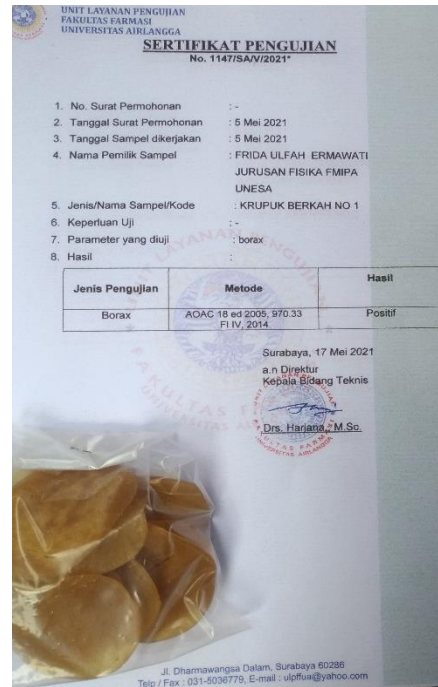 UNIT LAYANAN PENGUJIAN
FAKULTAS FARMASI
UNIVERSITAS AIRLANGGA
SERTIFIKAT PENGUJIAN
No. 1147/SA/V/2021*
1. No. Surat Permohonan : -
2. Tanggal Surat Permohonan : 5 Mei 2021
3. Tanggal Sampel dikerjakan : 5 Mei 2021
4. Nama Pemilik Sampel : FRIDA ULFAH ERMAWATI
JURUSAN FISIKA FMIPA
UNESA
5. Jenis/Nama Sampel/Kode : KRUPUK BERKAH NO 1
6. Keperluan Uji : -
7. Parameter yang diuji : borax
8. Hasil :
Jenis Pengujian Metode Hasil
Borax AOAC 18 ed 2005, 970.33 Positif
FI IV, 2014
Surabaya, 17 Mei 2021
a.n Direktur
Kepala Bidang Teknis
Drs. Harjana, M.Sc.
Jl. Dharmawangsa Dalam, Surabaya 60286
Telp / Fax : 031-5036779, E-mail : ulpffua@yahoo.com